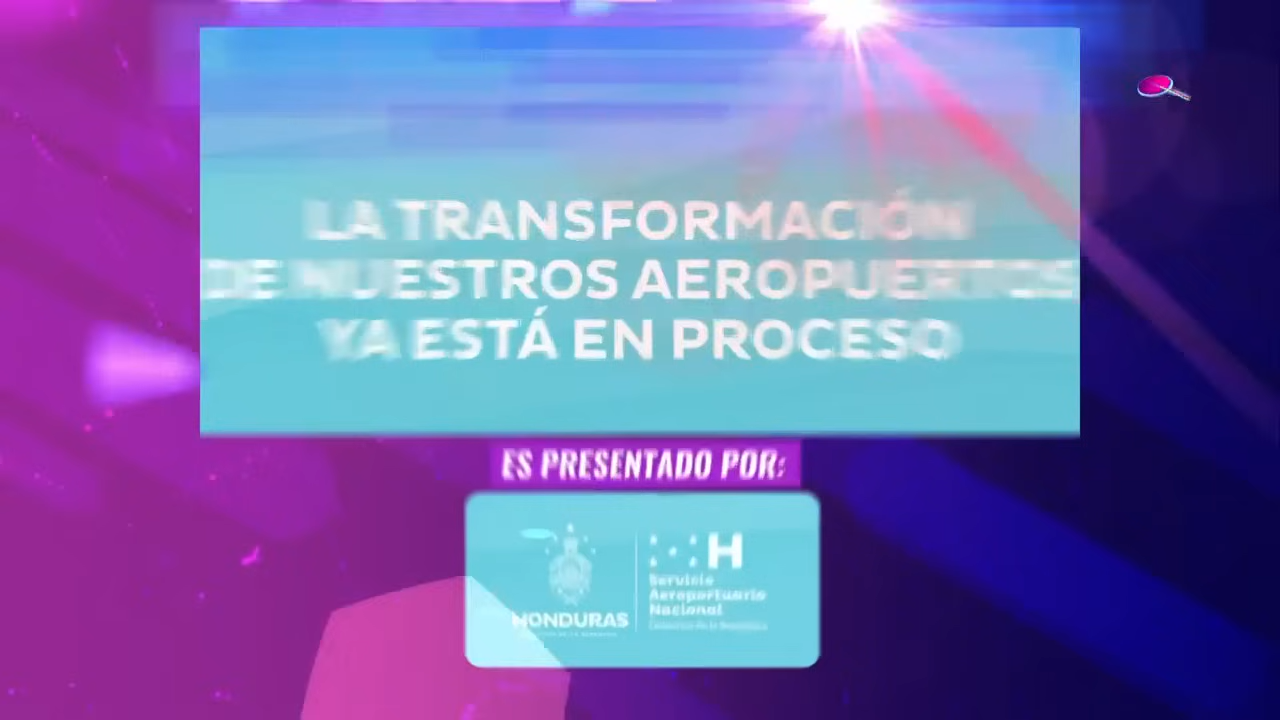 LA TRANSFORMACIÓN
DE NUESTROS AEROPUERTOS
YA ESTÁ EN PROCESO
ES PRESENTADO POR:
H
HONDURAS
Servicio
Aeroportuario
Nacional